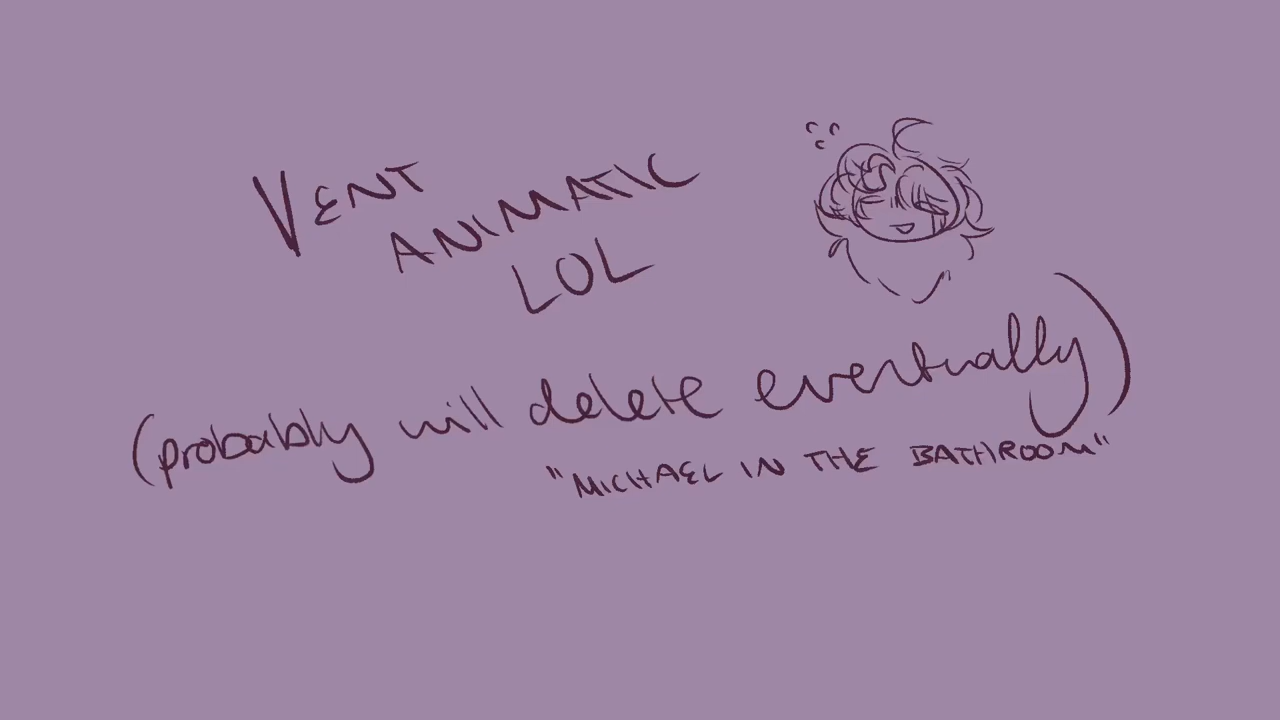 VENT
ANIMATIC
LOL
(probably will delete eventually)
"MICHAEL IN THE BATHROOM"